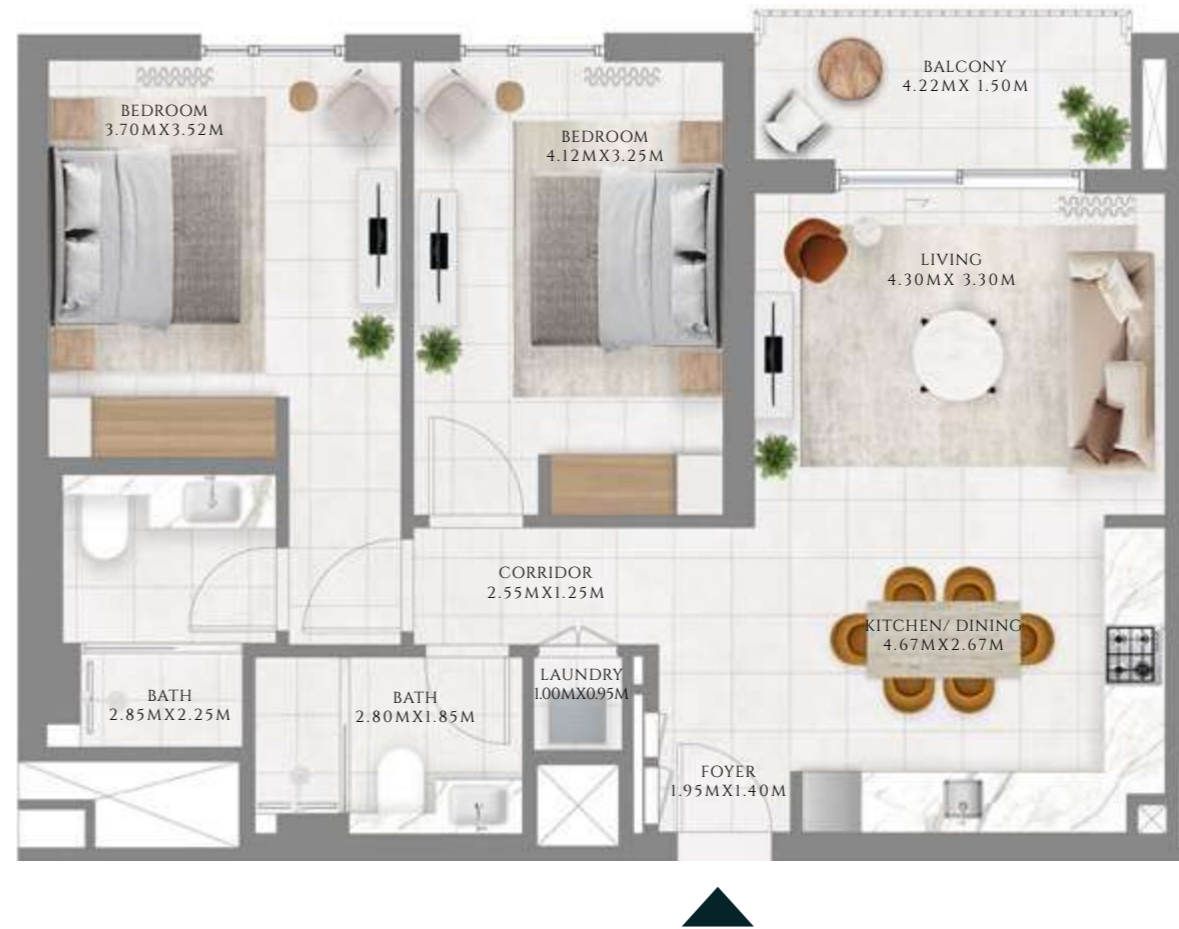 BEDROOM
3.70MX3.52M
BEDROOM
4.12MX3.25M
BALCONY
4.22MX 1.50M
LIVING
4.30MX 3.30M
CORRIDOR
2.55MX1.25M
KITCHEN/ DINING
4.67MX2.67M
BATH
2.85MX2.25M
BATH
2.80MX1.85M
LAUNDRY
1.00MX0.95M
FOYER
1.95MX1.40M